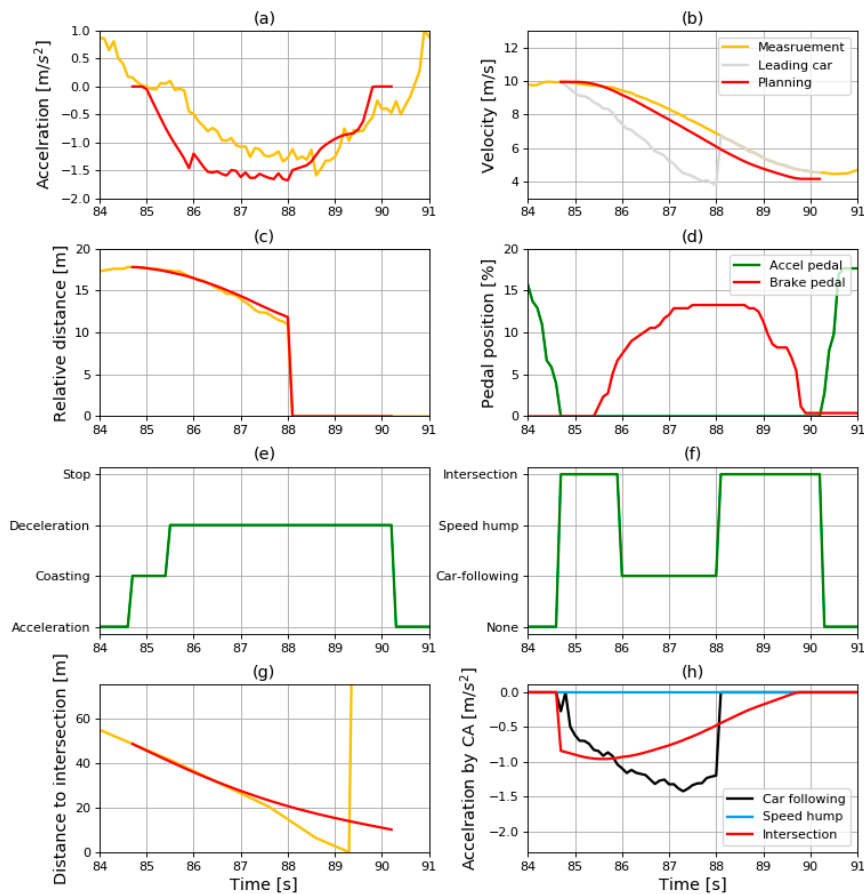 (a)
Accelration [m/s²]
1.0
0.5
0.0
−0.5
−1.0
−1.5
−2.0
84 85 86 87 88 89 90 91
(b)
Velocity [m/s]
12
10
8
6
4
Measruement
Leading car
Planning
84 85 86 87 88 89 90 91
(c)
Relative distance [m]
20
15
10
5
0
84 85 86 87 88 89 90 91
(d)
Pedal position [%]
20
15
10
5
0
Accel pedal
Brake pedal
84 85 86 87 88 89 90 91
(e)
Stop
Deceleration
Coasting
Acceleration
84 85 86 87 88 89 90 91
(f)
Intersection
Speed hump
Car-following
None
84 85 86 87 88 89 90 91
(g)
Distance to intersection [m]
60
40
20
0
84 85 86 87 88 89 90 91
Time [s]
(h)
Accelration by CA [m/s²]
0.0
−0.5
−1.0
−1.5
−2.0
Car following
Speed hump
Intersection
84 85 86 87 88 89 90 91
Time [s]